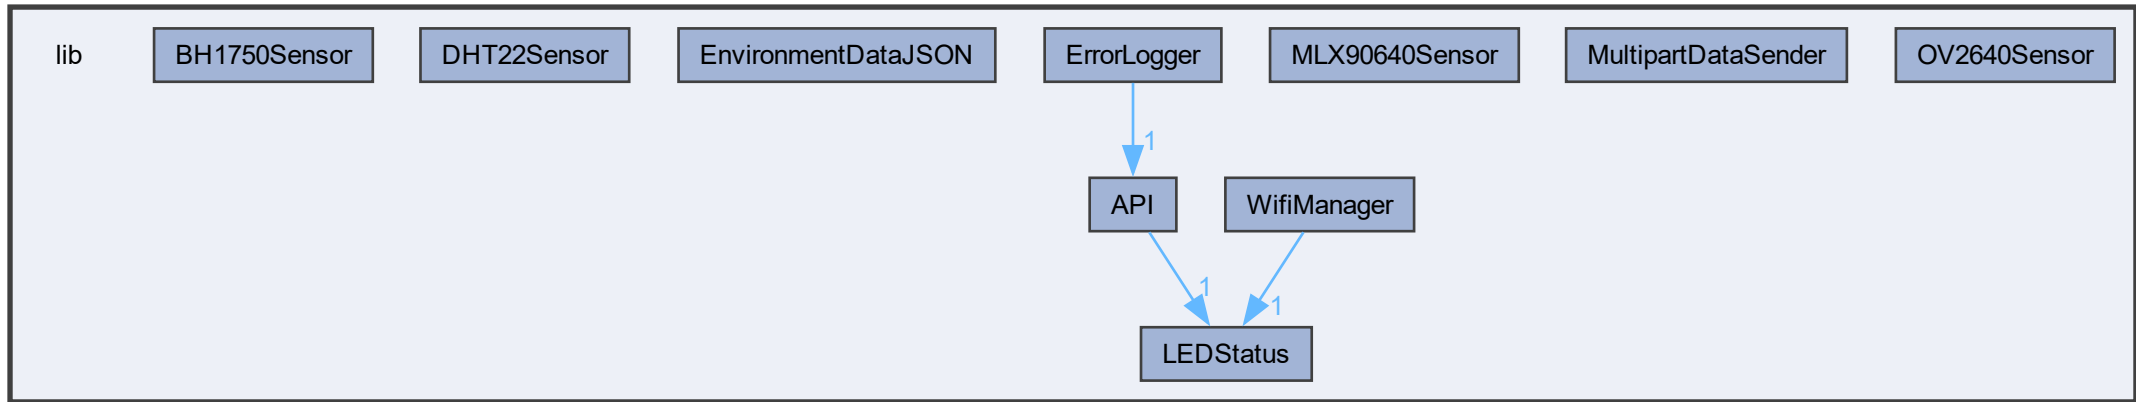 lib
BH1750Sensor
DHT22Sensor
EnvironmentDataJSON
ErrorLogger
MLX90640Sensor
MultipartDataSender
OV2640Sensor
1
API
WifiManager
1
1
LEDStatus